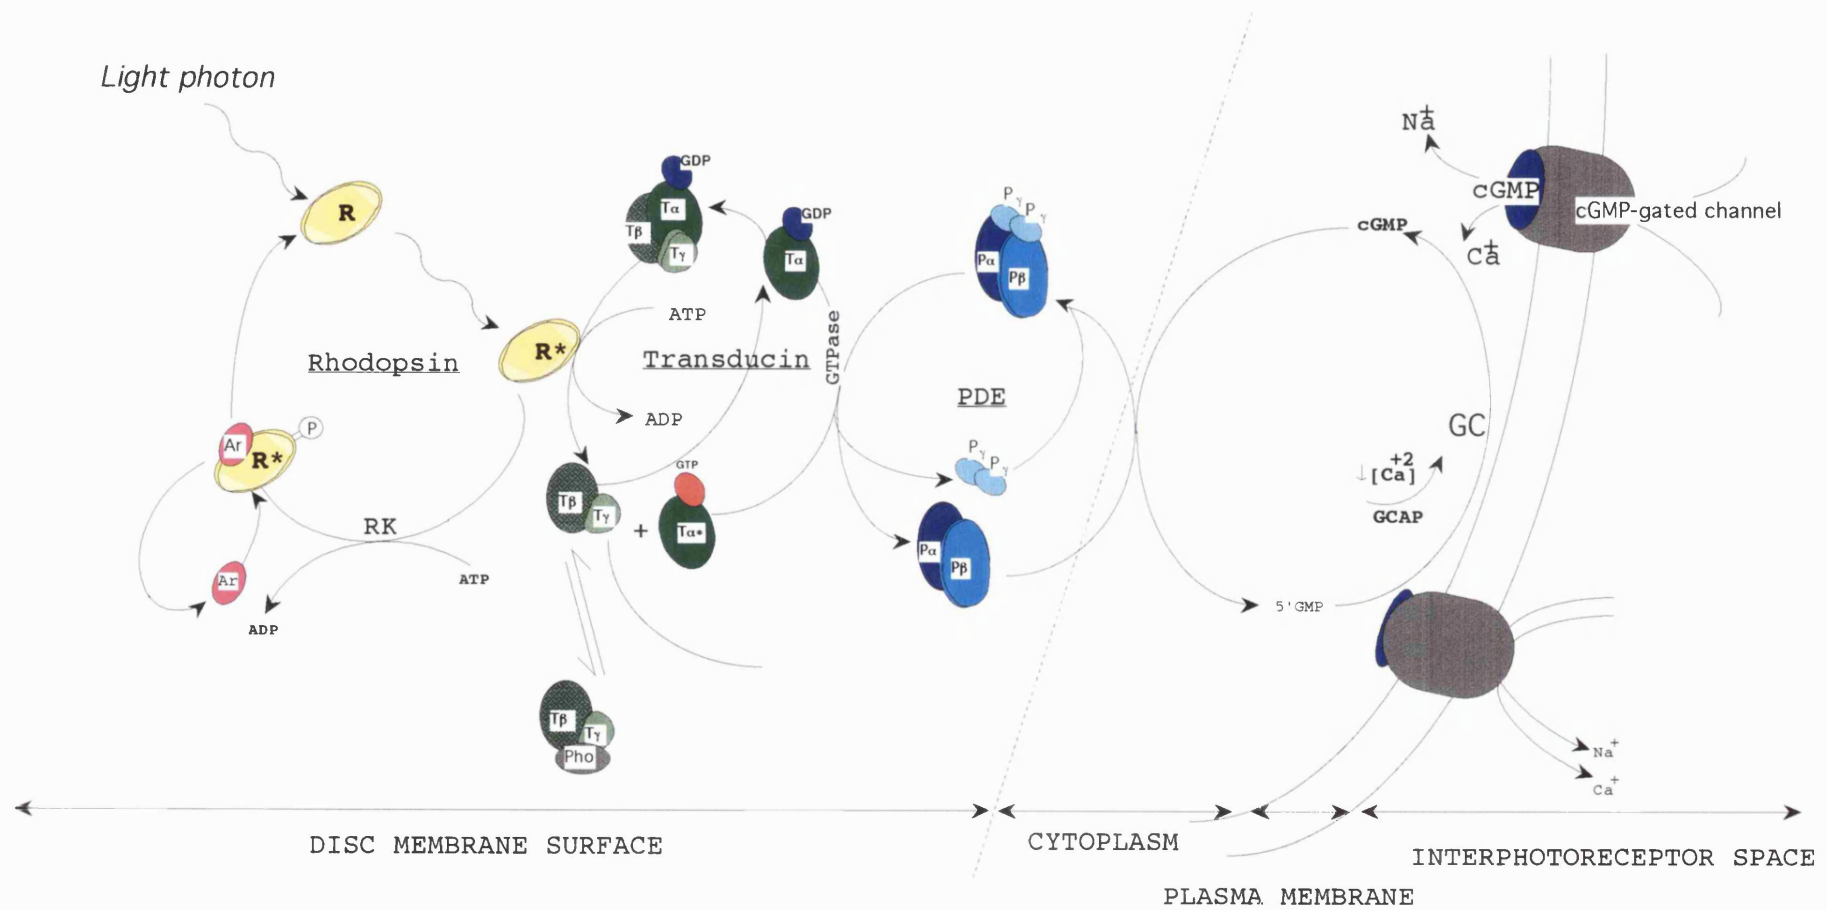 Light photon
R
R*
Rhodopsin
Ar
R*
P
RK
Ar
ATP
ADP
GDP
Tα
Tβ
Tγ
GDP
Tα
ATP
Transducin
GTPase
ADP
Tβ
Tγ
+
GTP
Tα*
Tβ
Tγ
Pho
Pγ
Pγ
Pα
Pβ
PDE
Pγ
Pγ
Pα
Pβ
Na+
cGMP
cGMP-gated channel
Ca+
cGMP
GC
↓[Ca]+2
GCAP
5'GMP
Na+
Ca+
DISC MEMBRANE SURFACE
CYTOPLASM
PLASMA MEMBRANE
INTERPHOTORECEPTOR SPACE